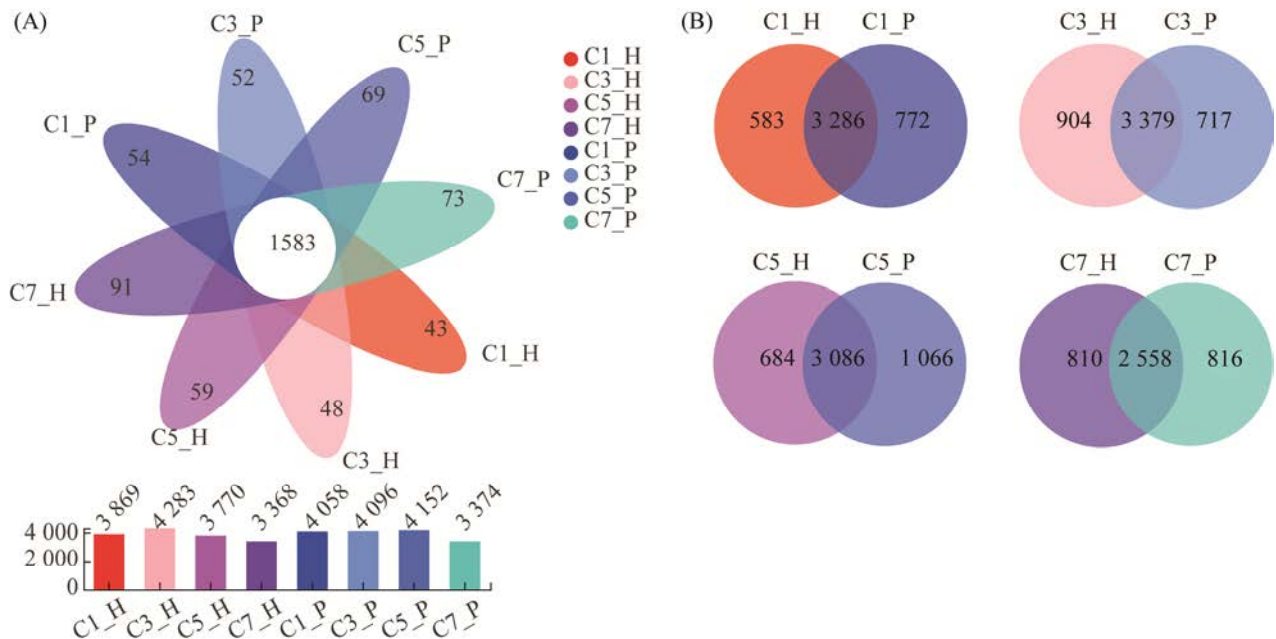 (A)
C3_P
C5_P
C1_P
C7_P
C7_H
C1_H
C5_H
C3_H
52
69
54
73
1583
91
43
59
48
C1_H
C3_H
C5_H
C7_H
C1_P
C3_P
C5_P
C7_P
3 869
4 283
3 770
3 368
4 058
4 096
4 152
3 374
4 000
2 000
0
C1_H
C3_H
C5_H
C7_H
C1_P
C3_P
C5_P
C7_P
(B)
C1_H C1_P
583 3 286 772
C3_H C3_P
904 3 379 717
C5_H C5_P
684 3 086 1 066
C7_H C7_P
810 2 558 816